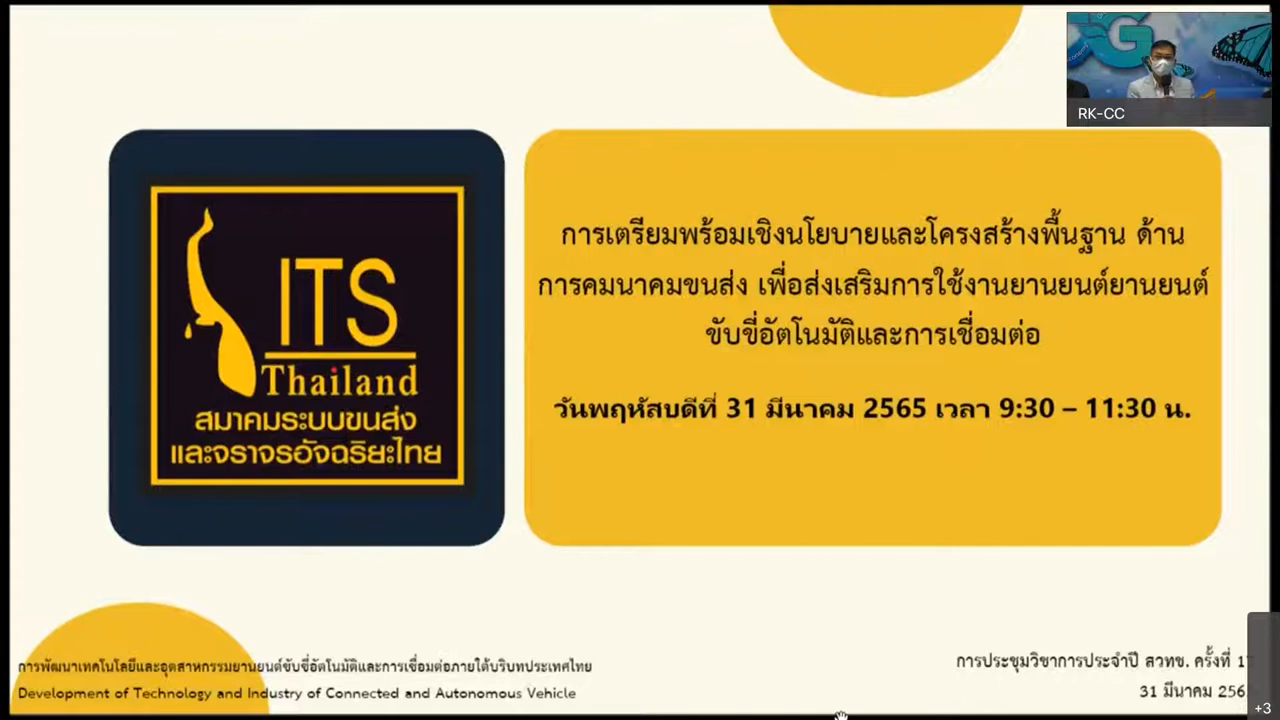 RK-CC
ITS
Thailand
สมาคมระบบขนส่ง
และจราจรอัจฉริยะไทย
การเตรียมพร้อมเชิงนโยบายและโครงสร้างพื้นฐาน ด้าน
การคมนาคมขนส่ง เพื่อส่งเสริมการใช้งานยานยนต์ยานยนต์
ขับขี่อัตโนมัติและการเชื่อมต่อ
วันพฤหัสบดีที่ 31 มีนาคม 2565 เวลา 9:30 – 11:30 น.
การพัฒนาเทคโนโลยีและอุตสาหกรรมยานยนต์ขับขี่อัตโนมัติและการเชื่อมต่อภายใต้บริบทประเทศไทย
Development of Technology and Industry of Connected and Autonomous Vehicle
การประชุมวิชาการประจำปี สวทช. ครั้งที่
31 มีนาคม
+3